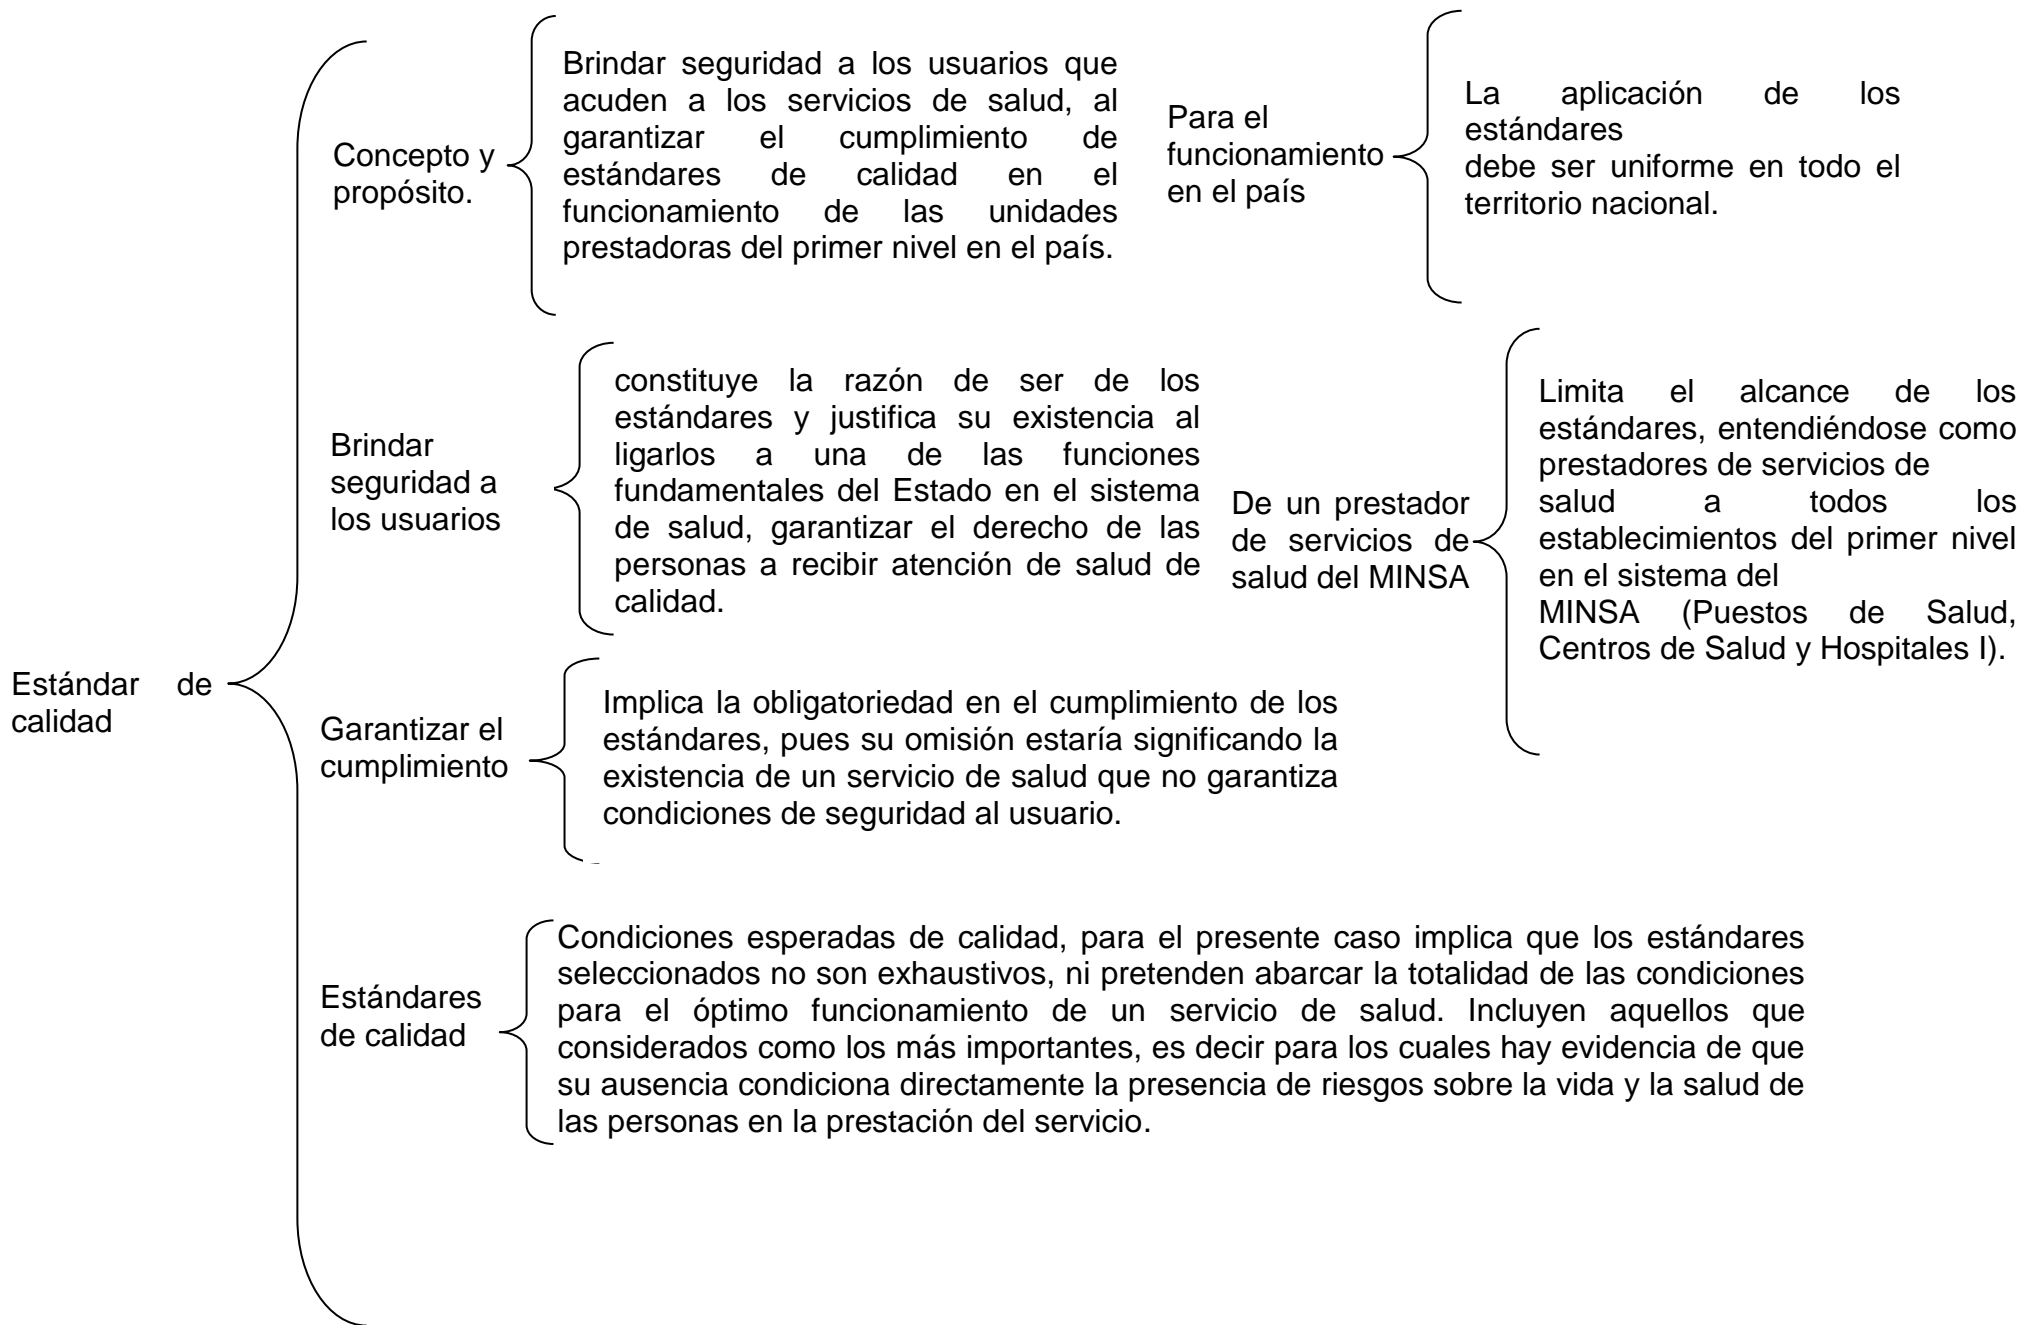 Estándar de
calidad
Concepto y
propósito.
Brindar seguridad a los usuarios que
acuden a los servicios de salud, al
garantizar el cumplimiento de
estándares de calidad en el
funcionamiento de las unidades
prestadoras del primer nivel en el país.
Para el
funcionamiento
en el país
La aplicación de los
estándares
debe ser uniforme en todo el
territorio nacional.
Brindar
seguridad a
los usuarios
constituye la razón de ser de los
estándares y justifica su existencia al
ligarlos a una de las funciones
fundamentales del Estado en el sistema
de salud, garantizar el derecho de las
personas a recibir atención de salud de
calidad.
De un prestador
de servicios de
salud del MINSA
Limita el alcance de los
estándares, entendiéndose como
prestadores de servicios de
salud a todos los
establecimientos del primer nivel
en el sistema del
MINSA (Puestos de Salud,
Centros de Salud y Hospitales I).
Garantizar el
cumplimiento
Implica la obligatoriedad en el cumplimiento de los
estándares, pues su omisión estaría significando la
existencia de un servicio de salud que no garantiza
condiciones de seguridad al usuario.
Estándares
de calidad
Condiciones esperadas de calidad, para el presente caso implica que los estándares
seleccionados no son exhaustivos, ni pretenden abarcar la totalidad de las condiciones
para el óptimo funcionamiento de un servicio de salud. Incluyen aquellos que
considerados como los más importantes, es decir para los cuales hay evidencia de que
su ausencia condiciona directamente la presencia de riesgos sobre la vida y la salud de
las personas en la prestación del servicio.